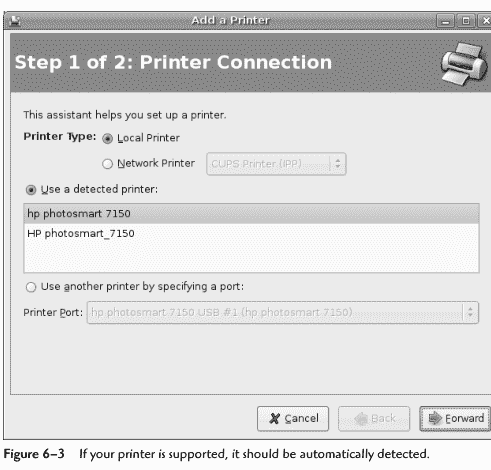 Add a Printer
Step 1 of 2: Printer Connection
This assistant helps you set up a printer.
Printer Type: Local Printer
Network Printer CUPS Printer (IPP)
Use a detected printer:
hp photosmart 7150
HP photosmart_7150
Use another printer by specifying a port:
Printer Port: hp photosmart 7150 USB #1 (hp photosmart 7150)
Cancel Back Forward
Figure 6–3 If your printer is supported, it should be automatically detected.